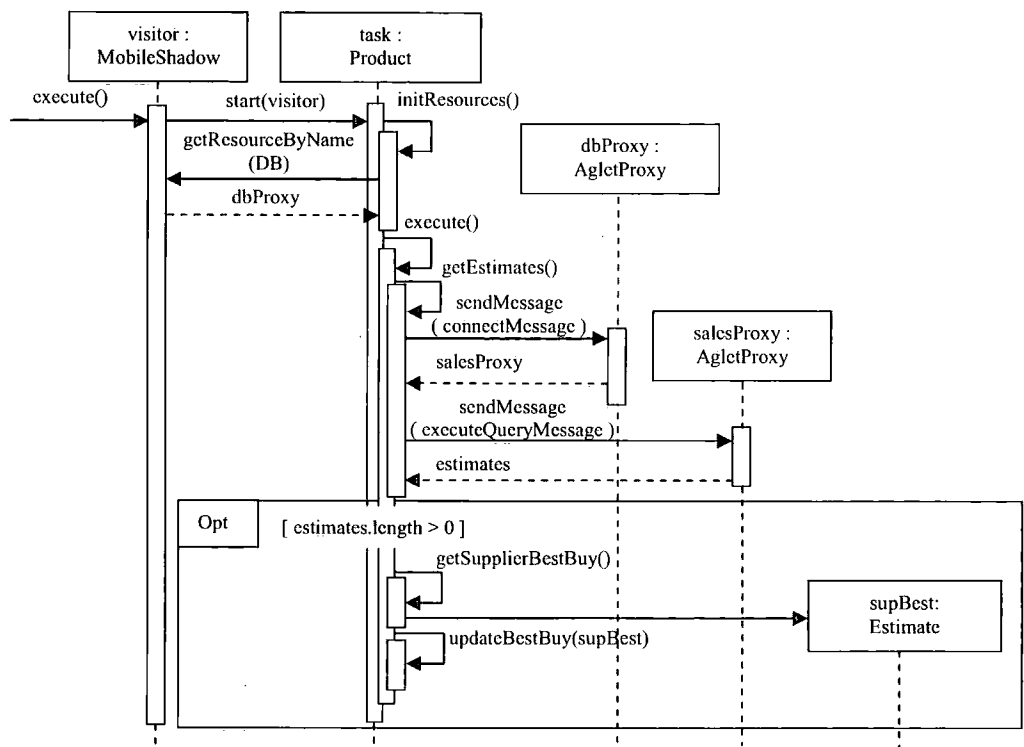 visitor :
MobileShadow
task :
Product
execute()
start(visitor)
initResources()
getResourceByName
(DB)
dbProxy :
AgletProxy
dbProxy
execute()
getEstimates()
sendMessage
( connectMessage )
salesProxy :
AgletProxy
salesProxy
sendMessage
( executeQueryMessage )
estimates
Opt
[ estimates.length > 0 ]
getSupplierBestBuy()
supBest:
Estimate
updateBestBuy(supBest)